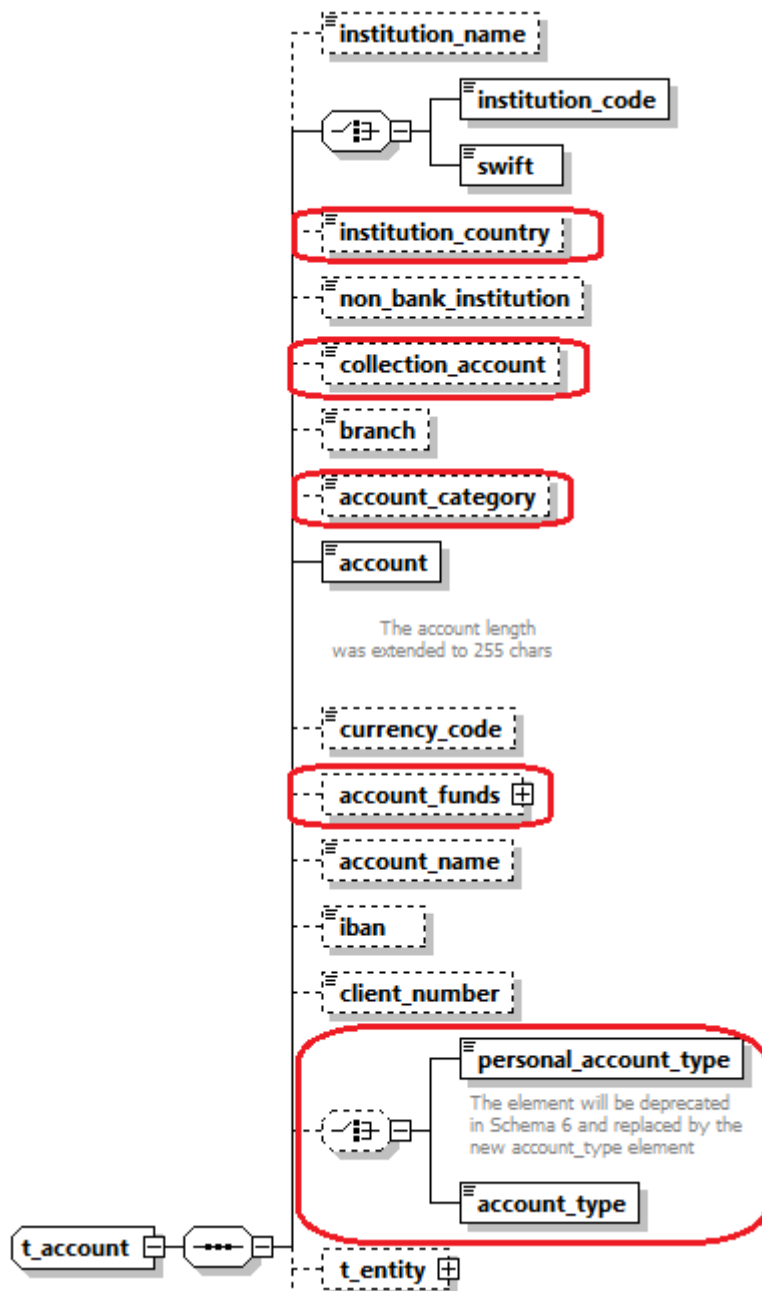 institution_name
institution_code
swift
institution_country
non_bank_institution
collection_account
branch
account_category
account
The account length
was extended to 255 chars
currency_code
account_funds
account_name
iban
client_number
personal_account_type
The element will be deprecated
in Schema 6 and replaced by the
new account_type element
account_type
t_account
t_entity